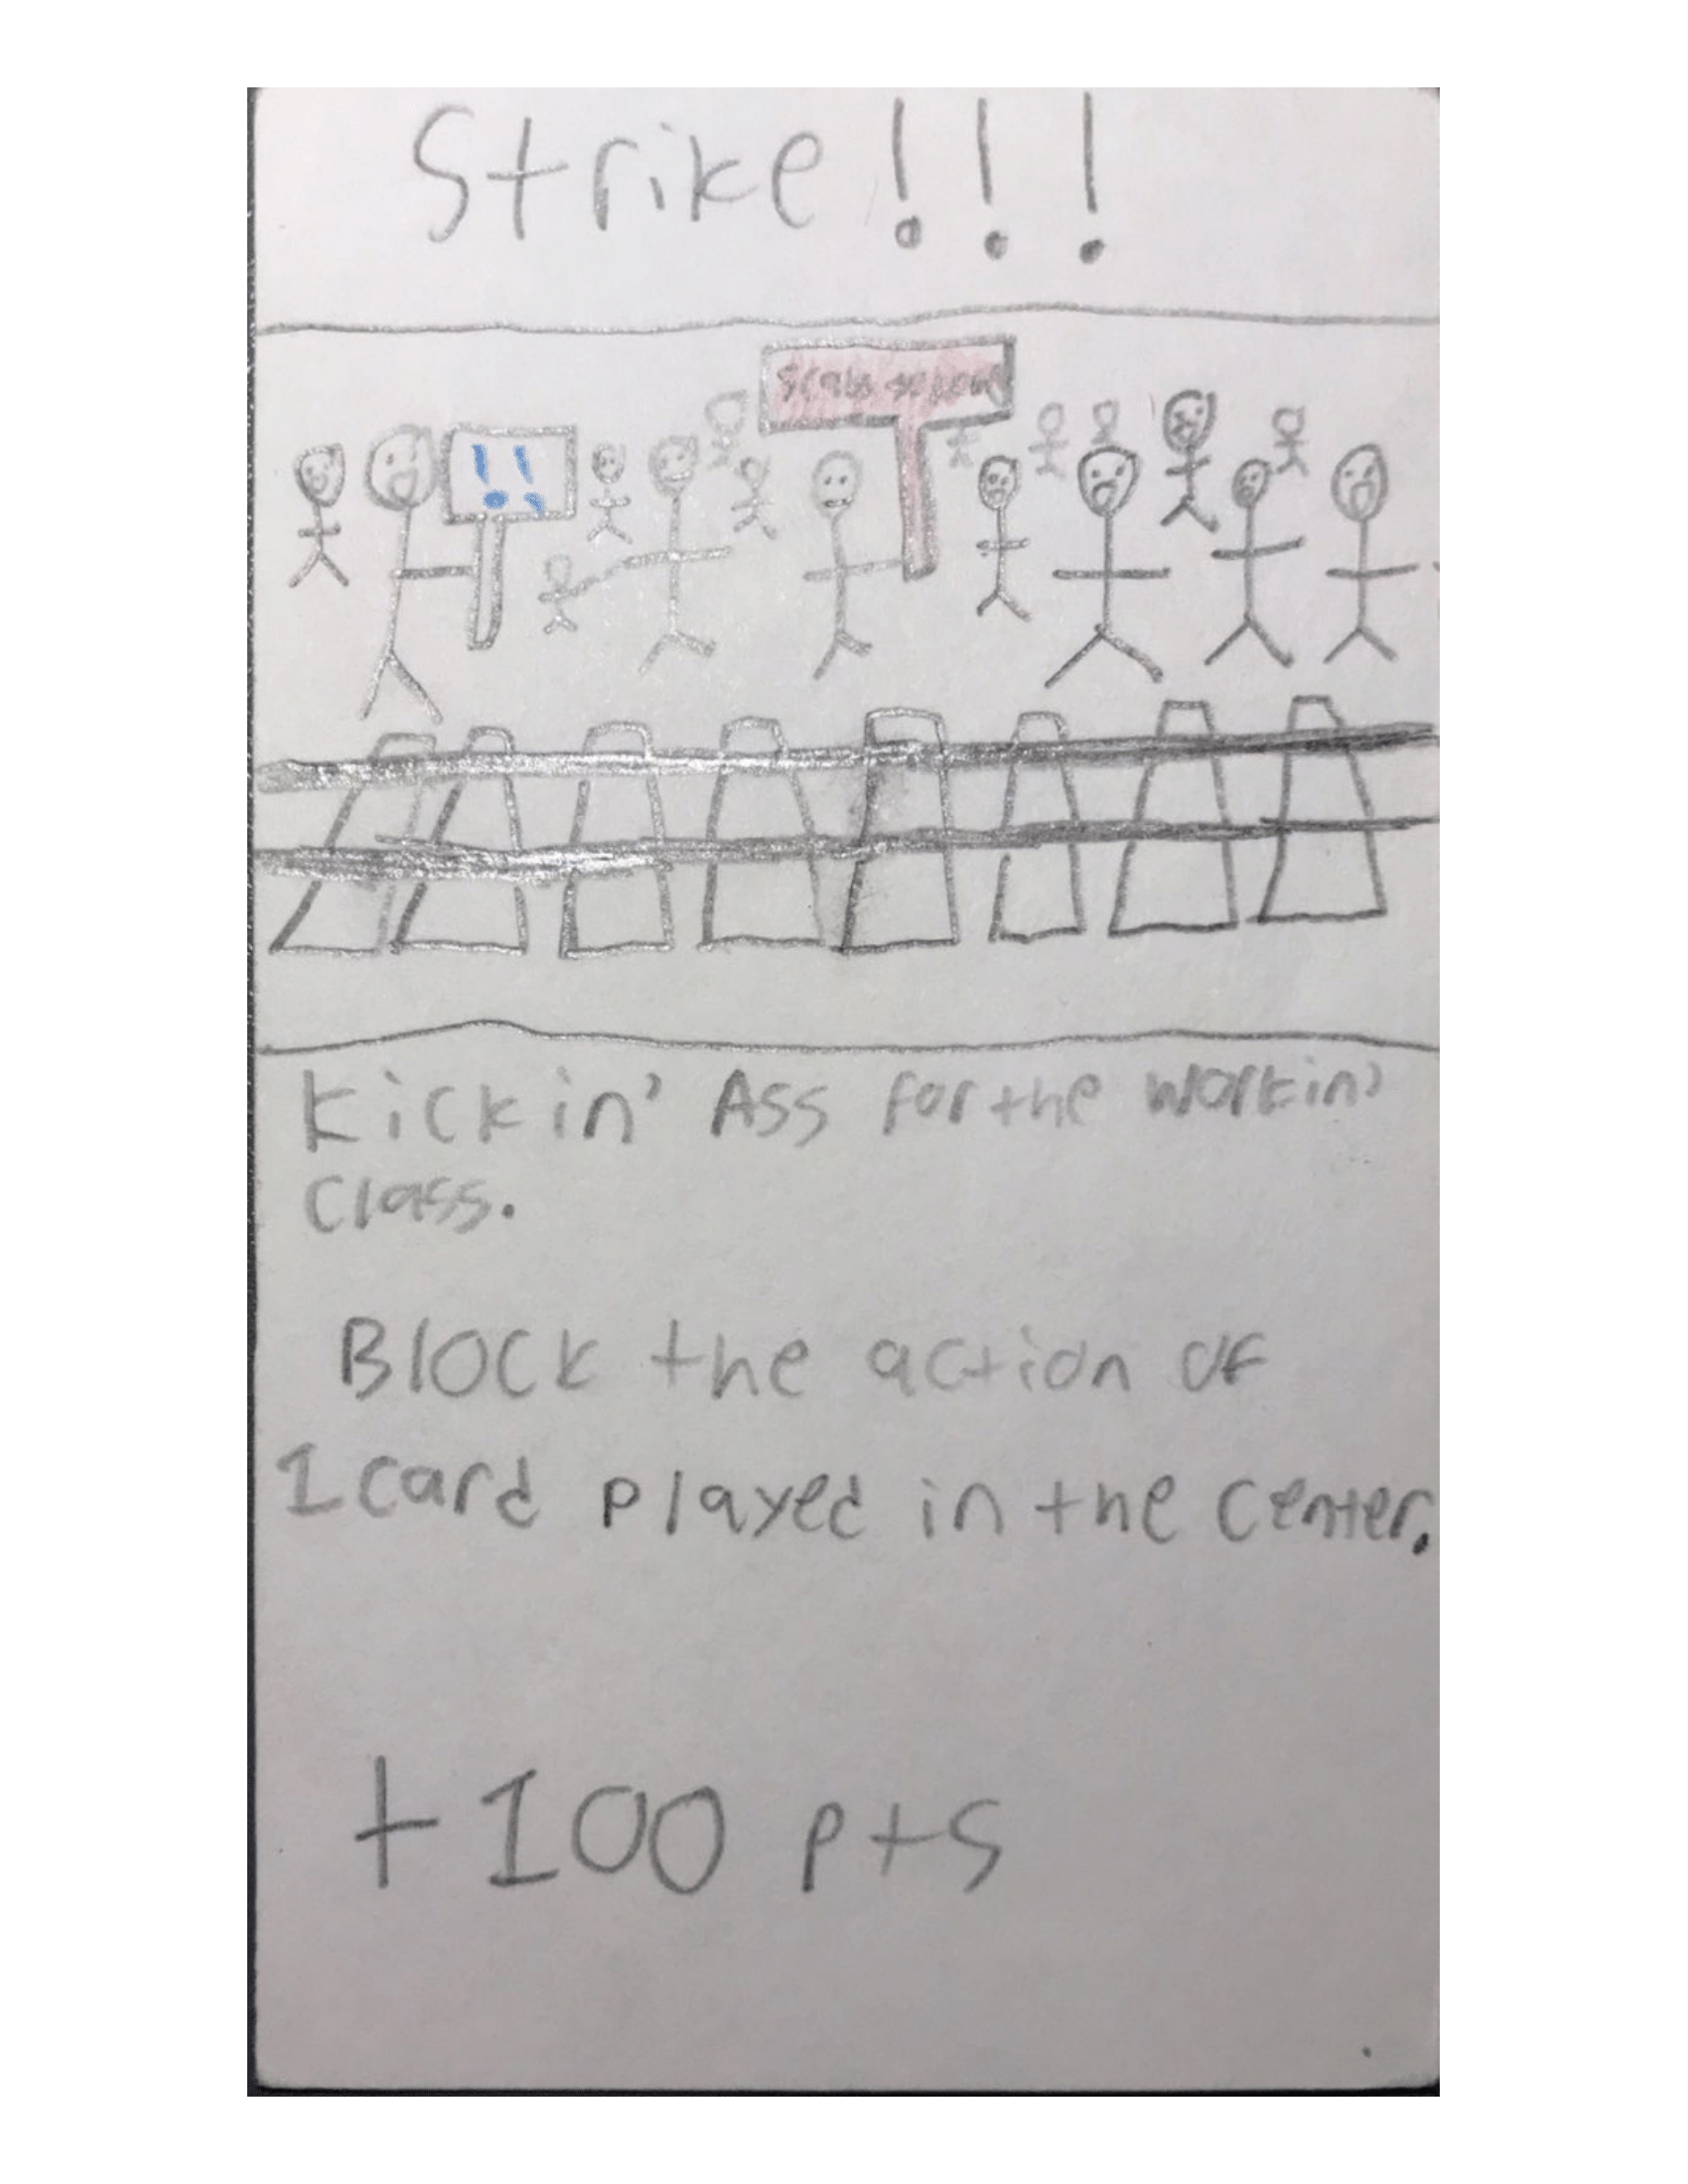 Strike!!!
!!
Scabs
Kickin' Ass for the Workin'
Class.
Block the action of
1 card played in the center.
+100 pts